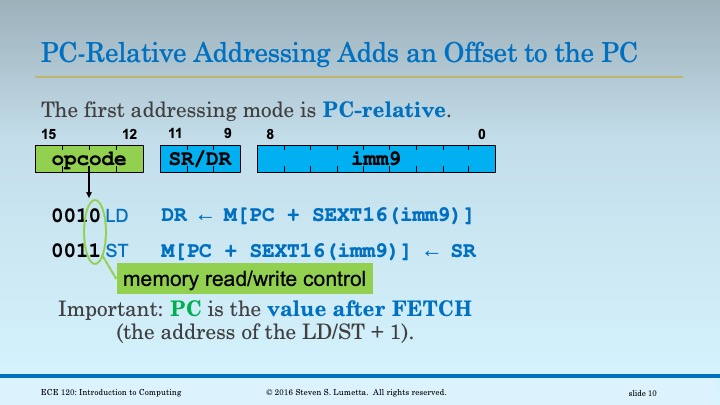 PC-Relative Addressing Adds an Offset to the PC
The first addressing mode is PC-relative.
15 12 11 9 8 0
opcode SR/DR imm9
0010 LD DR ← M[PC + SEXT16(imm9)]
0011 ST M[PC + SEXT16(imm9)] ← SR
memory read/write control
Important: PC is the value after FETCH
(the address of the LD/ST + 1).
ECE 120: Introduction to Computing © 2016 Steven S. Lumetta. All rights reserved. slide 10